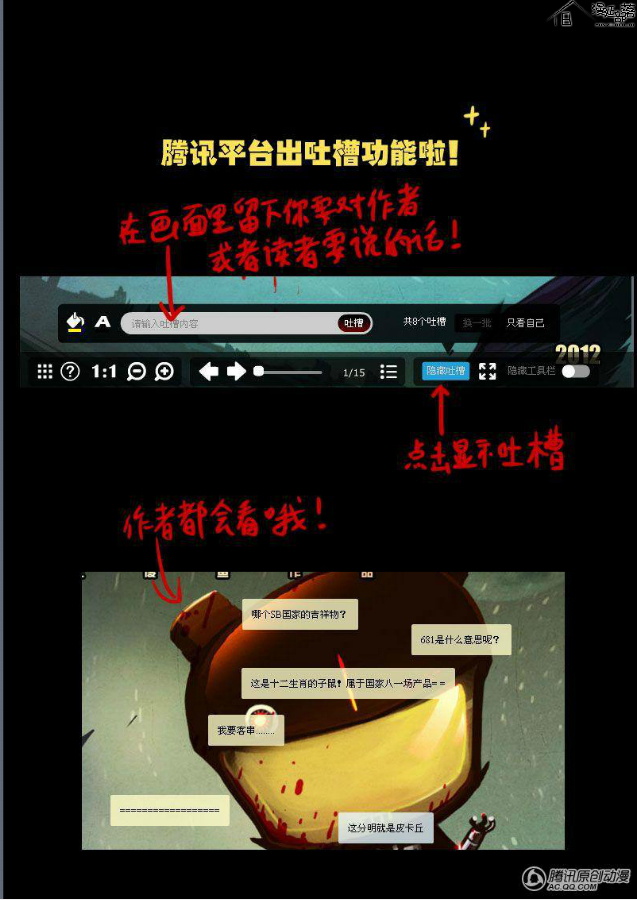 腾讯平台出吐槽功能啦!
在画面里留下你要对作者
或者读者要说的话!
请输入吐槽内容
吐槽
共8个吐槽
换一批
只看自己
2012
1:1
1/15
隐藏吐槽
隐藏工具栏
点击显示吐槽
作者都会看哦!
作
品
哪个SB国家的吉祥物?
681是什么意思呢?
这是十二生肖的子鼠! 属于国家八一场产品= =
我要客串........
==================
这分明就是皮卡丘
腾讯原创动漫
AC.QQ.COM